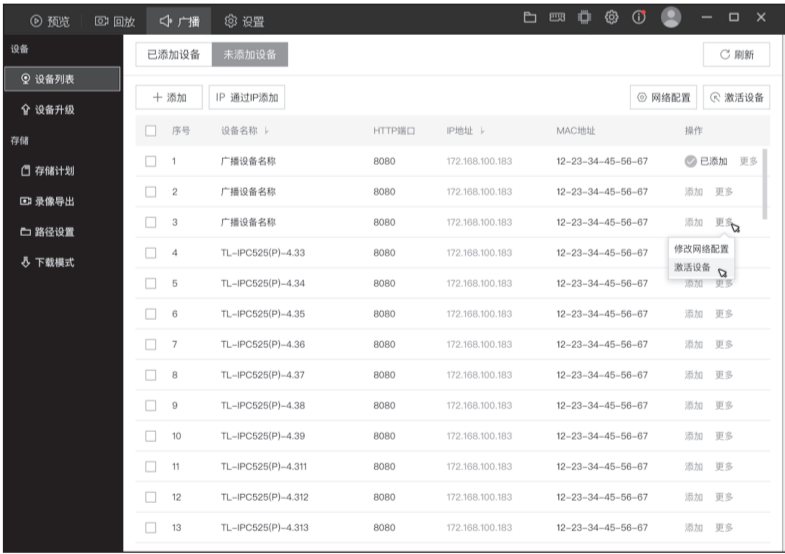 预览 回放 广播 设置
设备
设备列表
设备升级
存储
存储计划
录像导出
路径设置
下载模式
已添加设备 未添加设备 刷新
添加 IP 通过IP添加 网络配置 激活设备
序号 设备名称 HTTP端口 IP地址 MAC地址 操作
1 广播设备名称 8080 172.168.100.183 12-23-34-45-56-67 已添加 更多
2 广播设备名称 8080 172.168.100.183 12-23-34-45-56-67 添加 更多
3 广播设备名称 8080 172.168.100.183 12-23-34-45-56-67 添加 更多
修改网络配置
激活设备
4 TL-IPC525(P)-4.33 8080 172.168.100.183 12-23-34-45-56-67
5 TL-IPC525(P)-4.34 8080 172.168.100.183 12-23-34-45-56-67 添加 更多
6 TL-IPC525(P)-4.35 8080 172.168.100.183 12-23-34-45-56-67 添加 更多
7 TL-IPC525(P)-4.36 8080 172.168.100.183 12-23-34-45-56-67 添加 更多
8 TL-IPC525(P)-4.37 8080 172.168.100.183 12-23-34-45-56-67 添加 更多
9 TL-IPC525(P)-4.38 8080 172.168.100.183 12-23-34-45-56-67 添加 更多
10 TL-IPC525(P)-4.39 8080 172.168.100.183 12-23-34-45-56-67 添加 更多
11 TL-IPC525(P)-4.311 8080 172.168.100.183 12-23-34-45-56-67 添加 更多
12 TL-IPC525(P)-4.312 8080 172.168.100.183 12-23-34-45-56-67 添加 更多
13 TL-IPC525(P)-4.313 8080 172.168.100.183 12-23-34-45-56-67 添加 更多